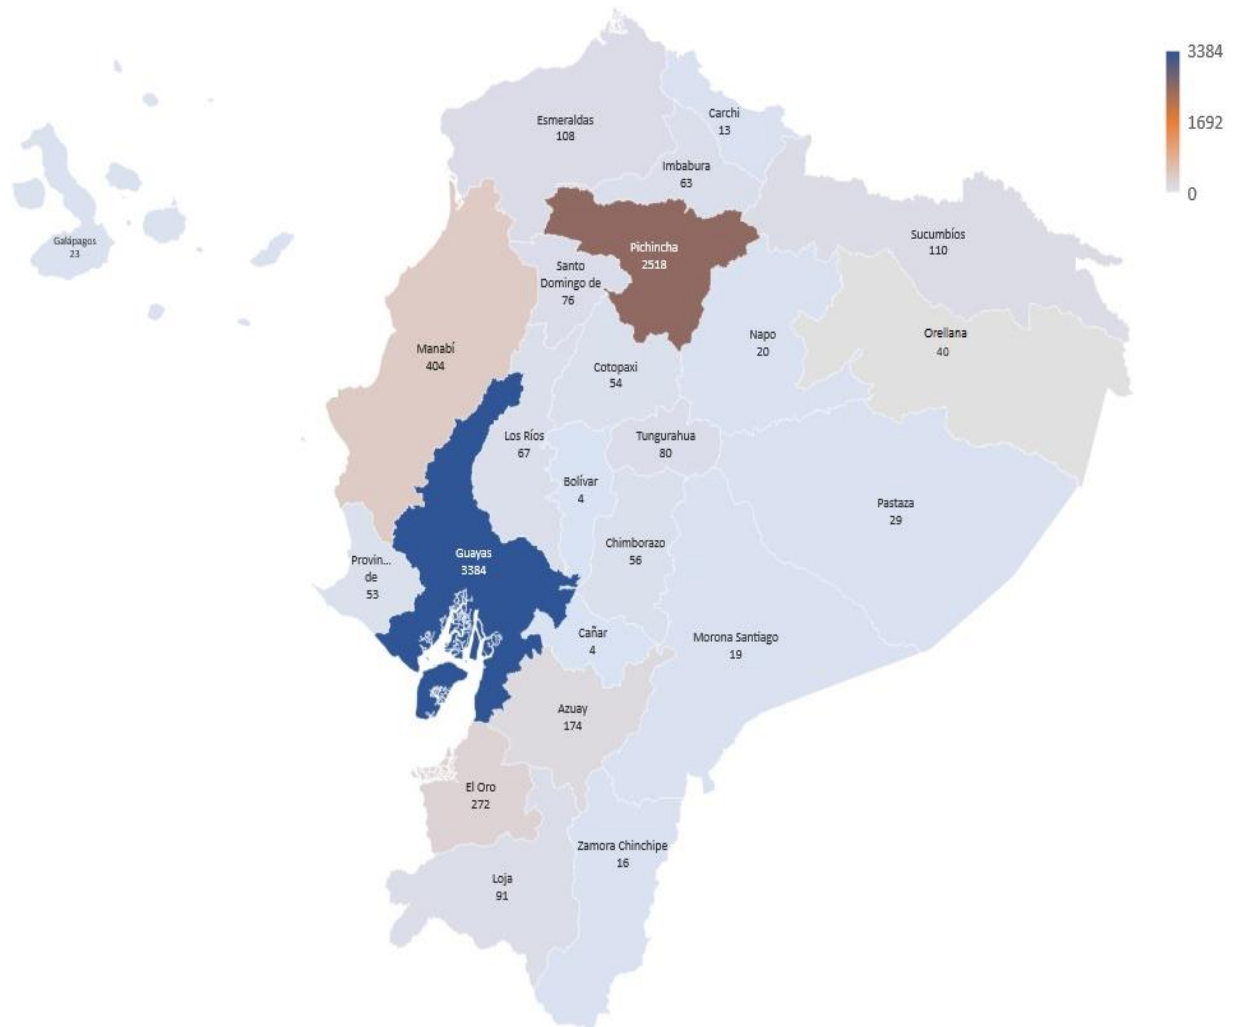 3384
1692
0
Carchi
13
Esmeraldas
108
Imbabura
63
Galápagos
23
Pichincha
2518
Sucumbíos
110
Santo
Domingo de
76
Napo
20
Orellana
40
Manabí
404
Cotopaxi
54
Los Ríos
67
Tungurahua
80
Bolívar
4
Pastaza
29
Chimborazo
56
Guayas
3384
Provin...
de
53
Cañar
4
Morona Santiago
19
Azuay
174
El Oro
272
Zamora Chinchipe
16
Loja
91